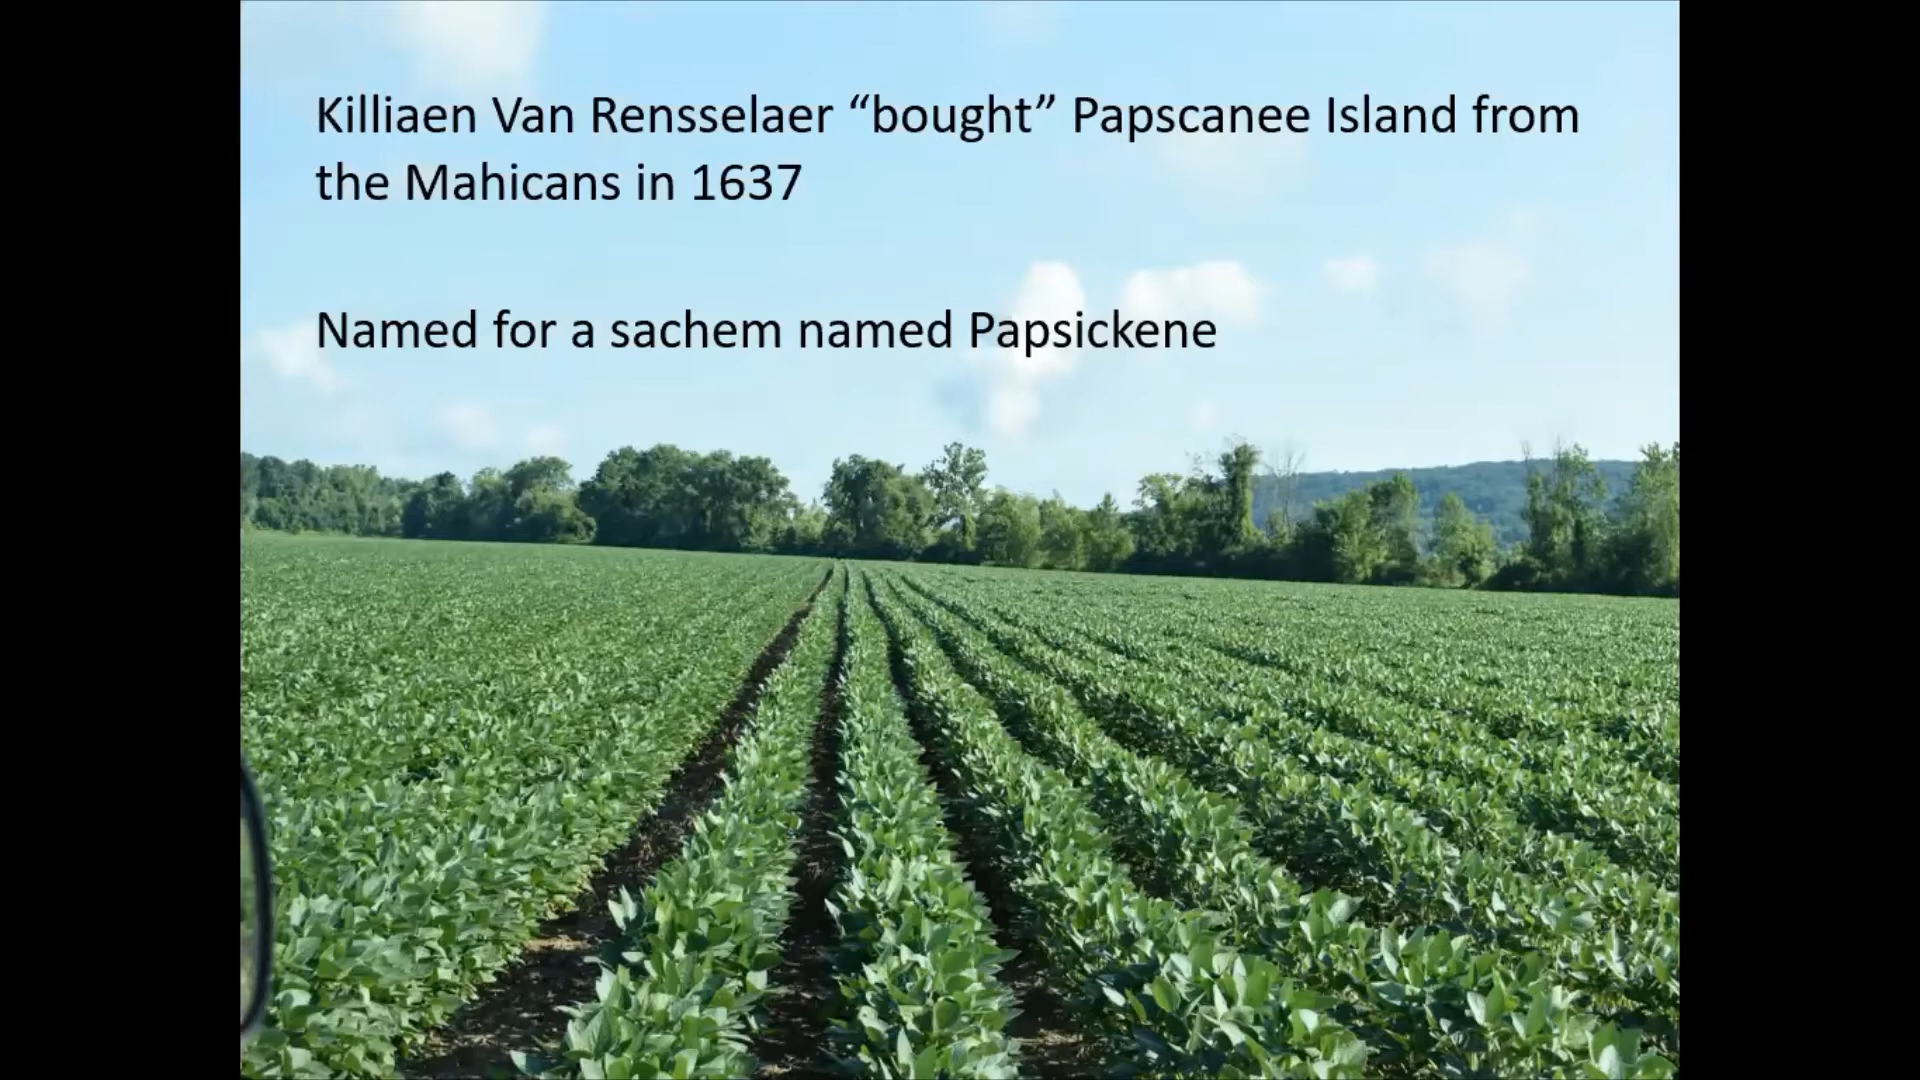 Killiaen Van Rensselaer “bought” Papscanee Island from
the Mahicans in 1637
Named for a sachem named Papsickene